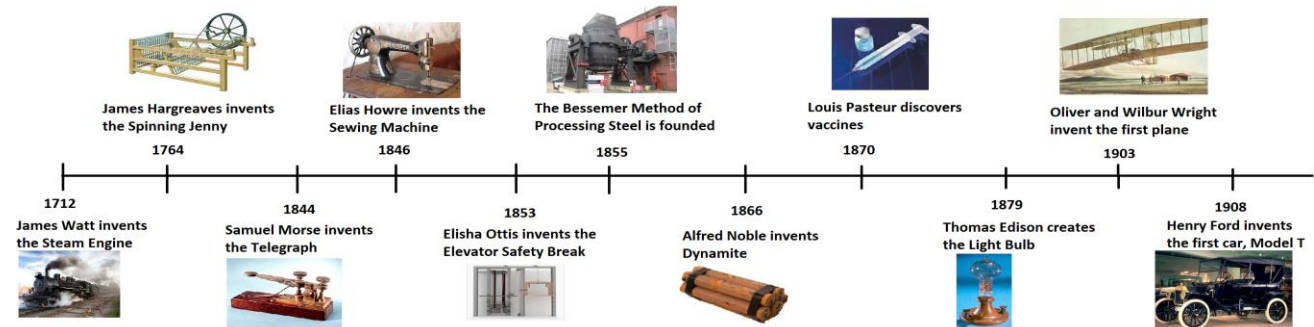 James Hargreaves invents
the Spinning Jenny
1764
Elias Howre invents the
Sewing Machine
1846
The Bessemer Method of
Processing Steel is founded
1855
Louis Pasteur discovers
vaccines
1870
Oliver and Wilbur Wright
invent the first plane
1903
1712
James Watt invents
the Steam Engine
1844
Samuel Morse invents
the Telegraph
1853
Elisha Ottis invents the
Elevator Safety Break
1866
Alfred Noble invents
Dynamite
1879
Thomas Edison creates
the Light Bulb
1908
Henry Ford invents
the first car, Model T